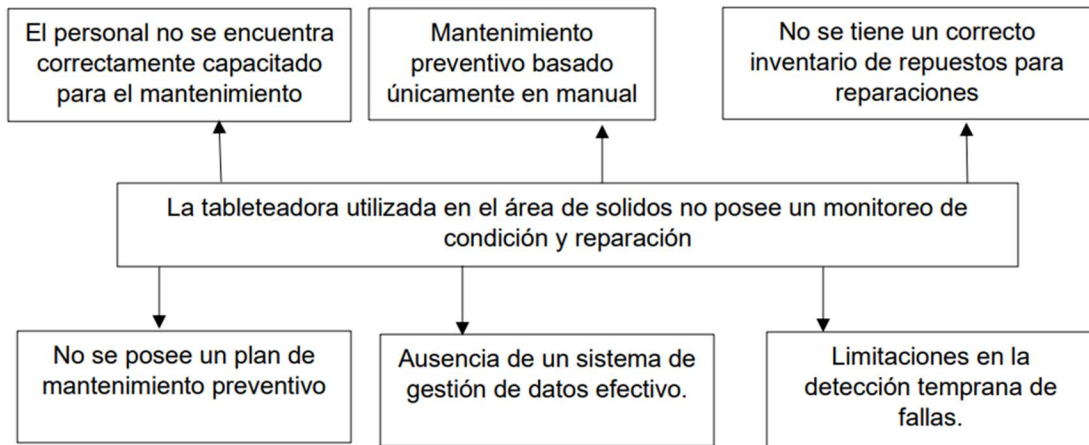 El personal no se encuentra
correctamente capacitado
para el mantenimiento
Mantenimiento
preventivo basado
únicamente en manual
No se tiene un correcto
inventario de repuestos para
reparaciones
La tableteadora utilizada en el área de solidos no posee un monitoreo de
condición y reparación
No se posee un plan de
mantenimiento preventivo
Ausencia de un sistema de
gestión de datos efectivo.
Limitaciones en la
detección temprana de
fallas.